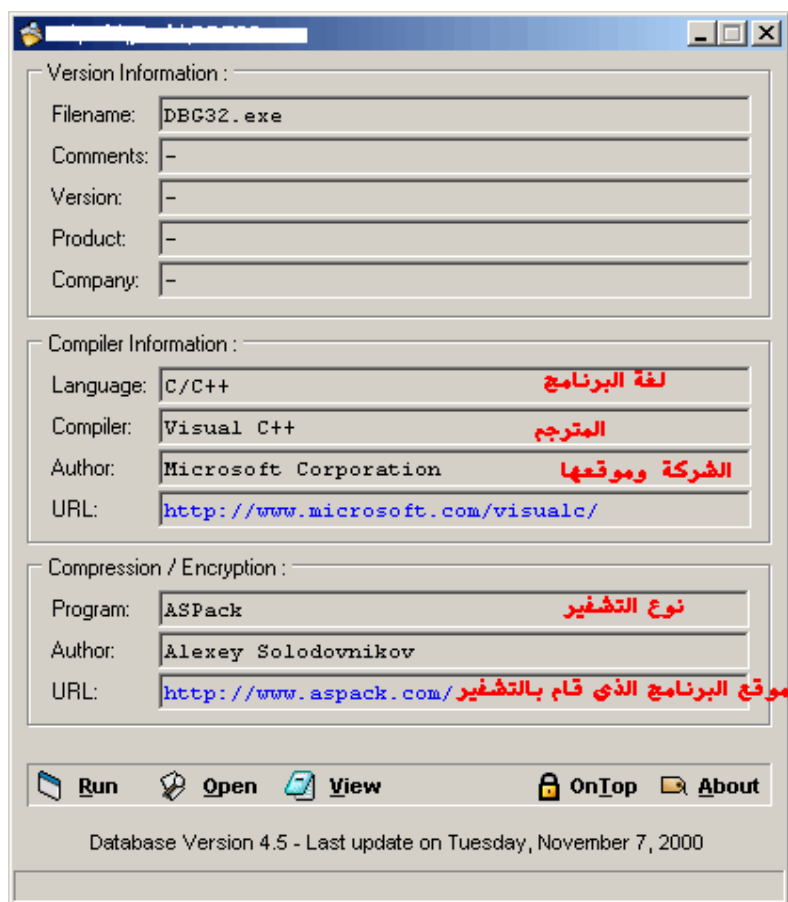 Version Information :
Filename: DBG32.exe
Comments: -
Version: -
Product: -
Company: -
Compiler Information :
Language: C/C++ لغة البرنامج
Compiler: Visual C++ المترجم
Author: Microsoft Corporation الشركة وموقعها
URL: http://www.microsoft.com/visualc/
Compression / Encryption :
Program: ASPack نوع التشفير
Author: Alexey Solodovnikov
URL: http://www.aspack.com/ موقع البرنامج الذى قام بالتشفير
Run Open View OnTop About
Database Version 4.5 - Last update on Tuesday, November 7, 2000